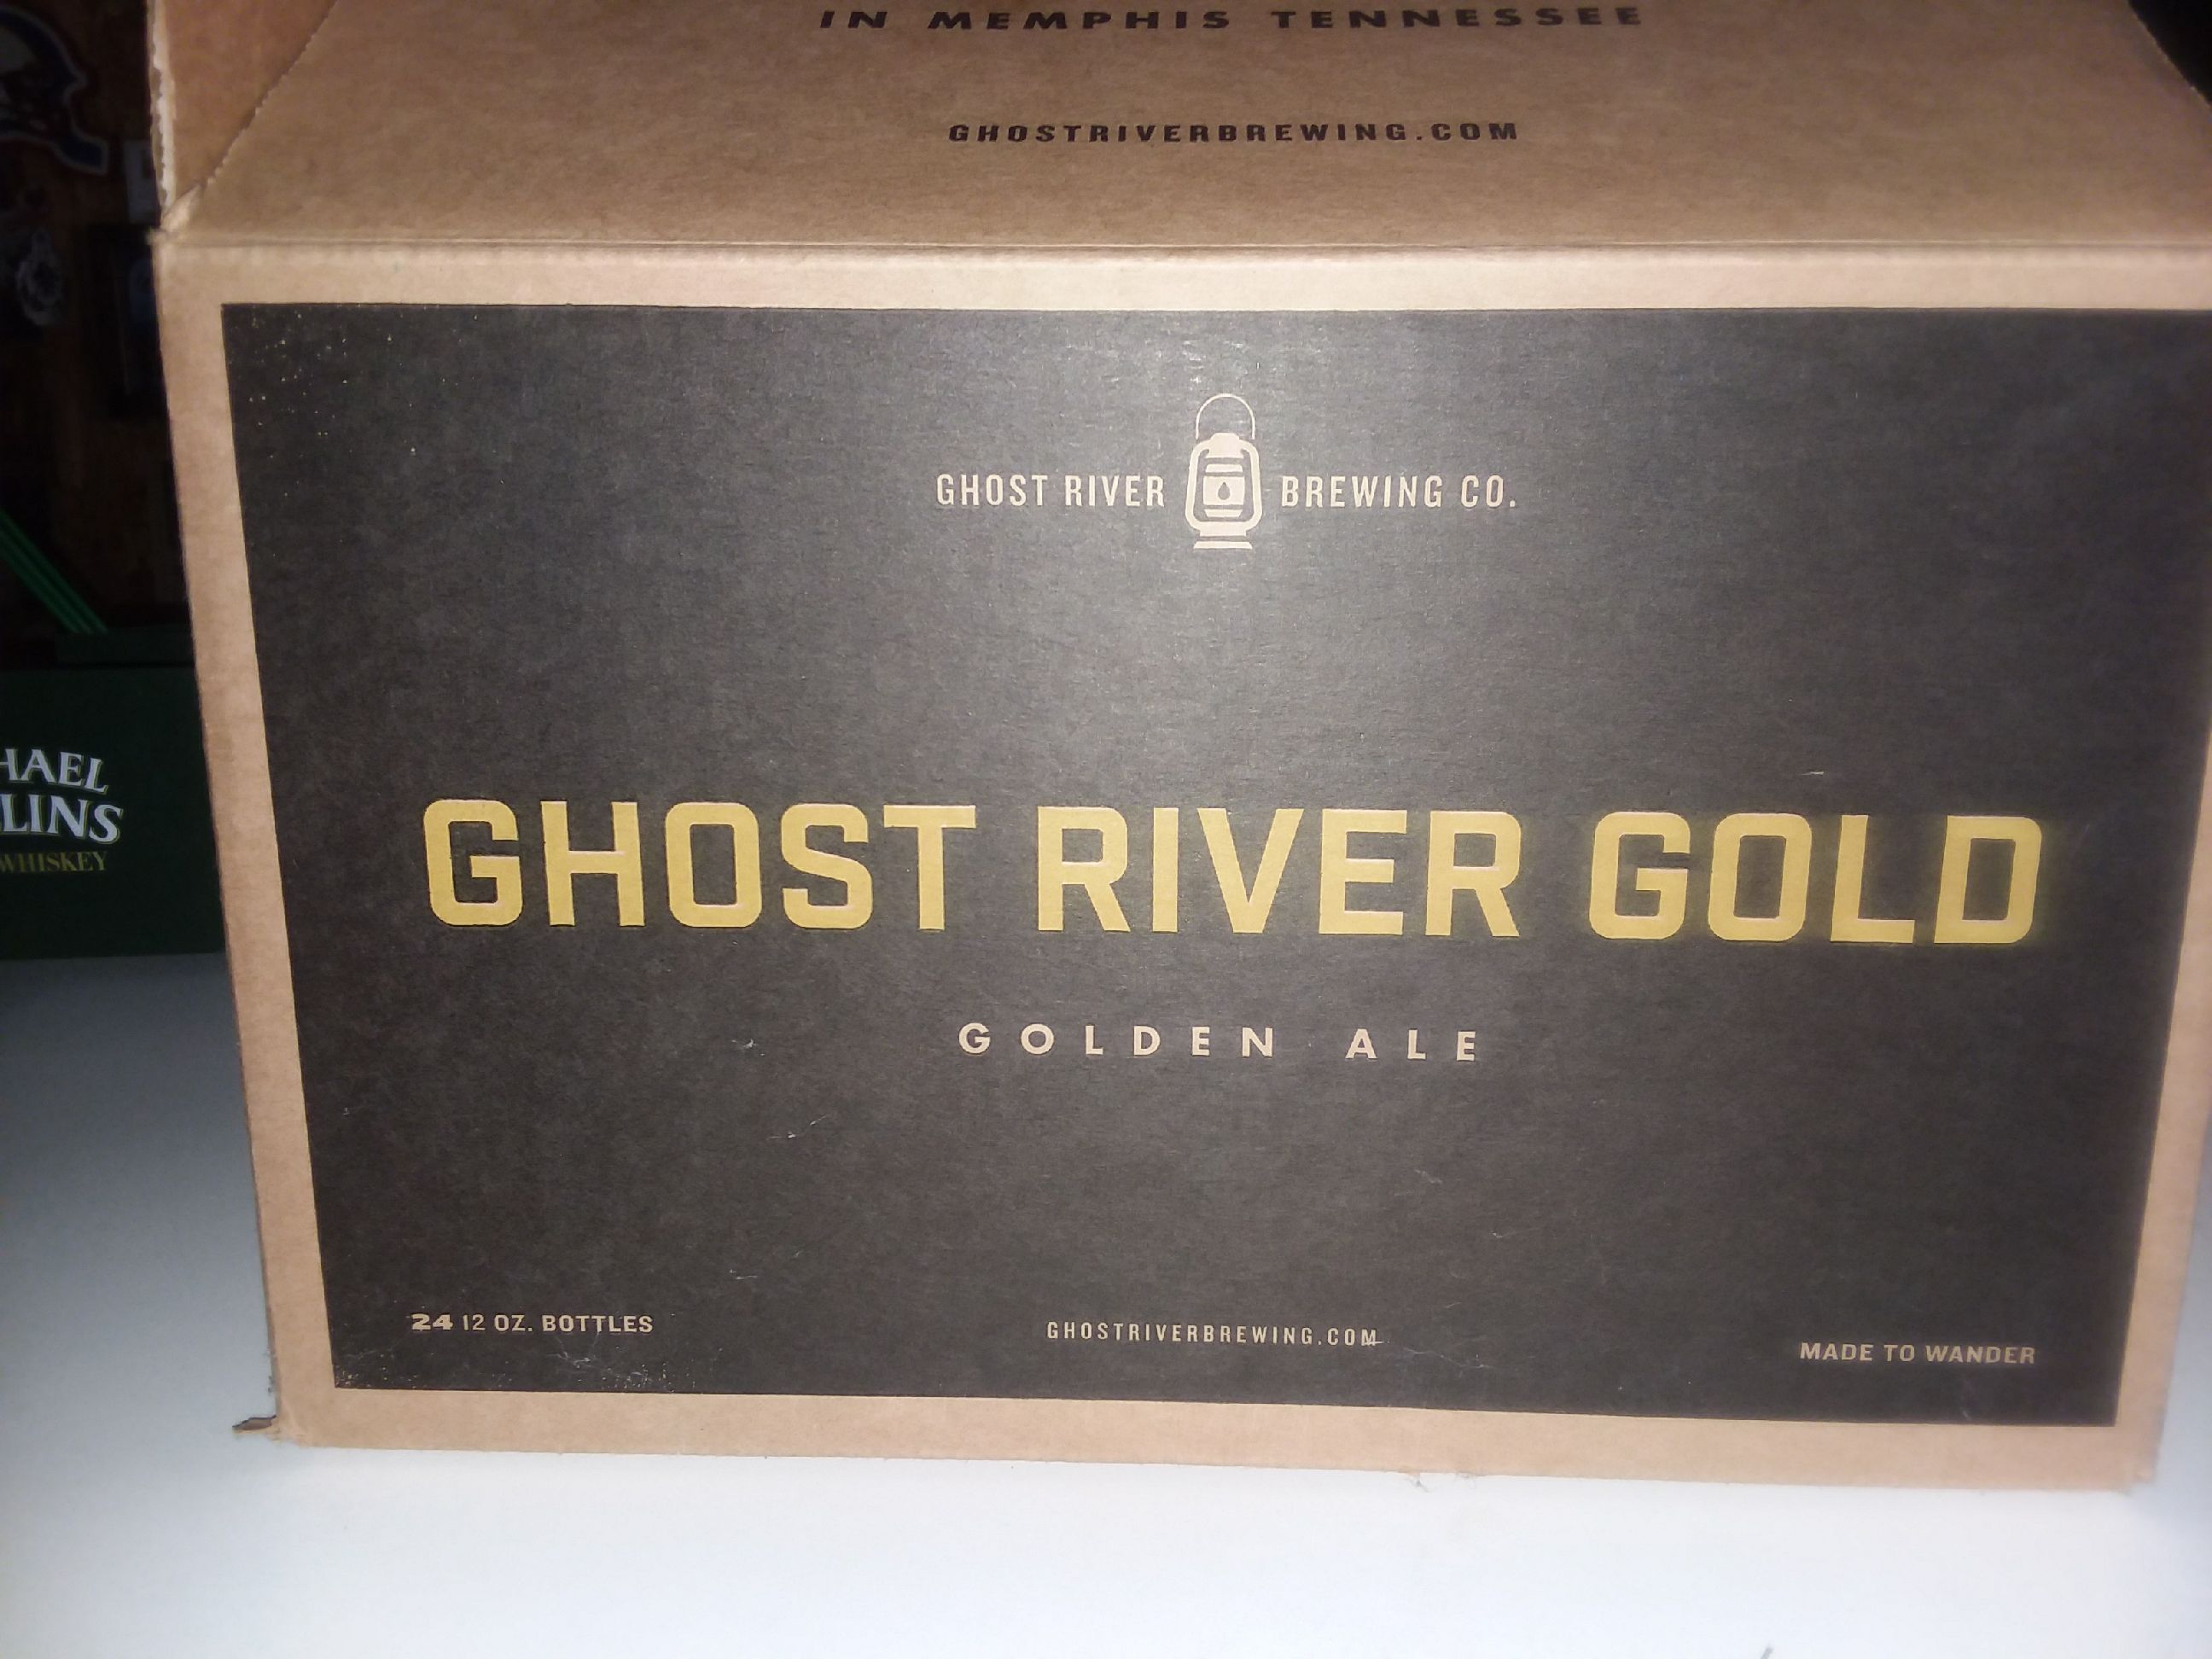 IN MEMPHIS TENNESSEE
GHOSTRIVERBREWING.COM
GHOST RIVER BREWING CO.
GHOST RIVER GOLD
GOLDEN ALE
24 12 OZ. BOTTLES
GHOSTRIVERBREWING.COM
MADE TO WANDER
HAEL
LINS
WHISKEY